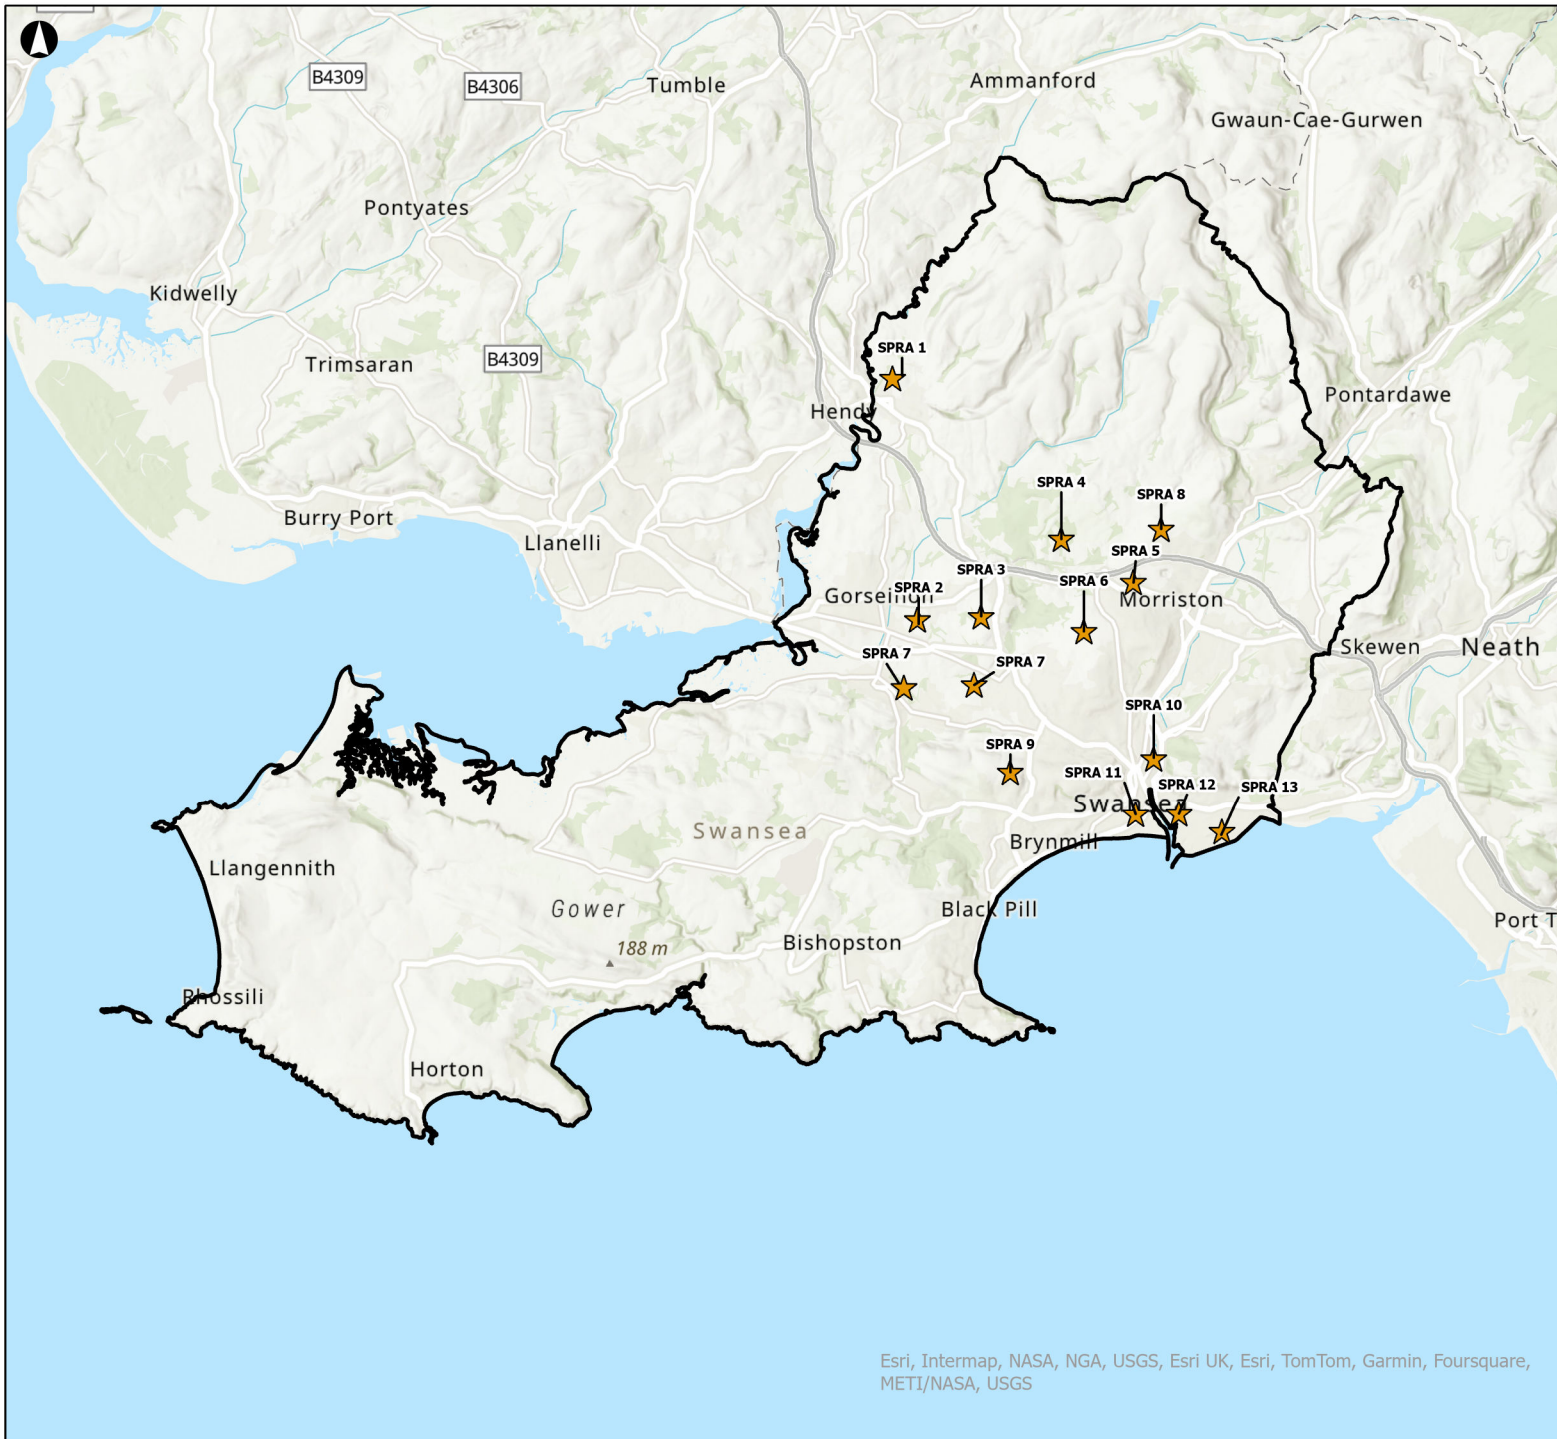 B4309
B4306
Tumble
Ammanford
Gwaun-Cae-Gurwen
Pontyates
Kidwelly
SPRA 1
Trimsaran
B4309
Pontardawe
Hendy
SPRA 4
SPRA 8
Burry Port
Llanelli
SPRA 5
SPRA 3
SPRA 6
SPRA 2
Gorseinon
Morriston
Skewen
Neath
SPRA 7
SPRA 7
SPRA 10
SPRA 9
SPRA 11
SPRA 12
SPRA 13
Swansea
Swansea
Brynmill
Llangennith
Gower
Black Pill
Port T
Bishopston
188 m
Rhossili
Horton
Esri, Intermap, NASA, NGA, USGS, Esri UK, Esri, TomTom, Garmin, Foursquare,
METI/NASA, USGS